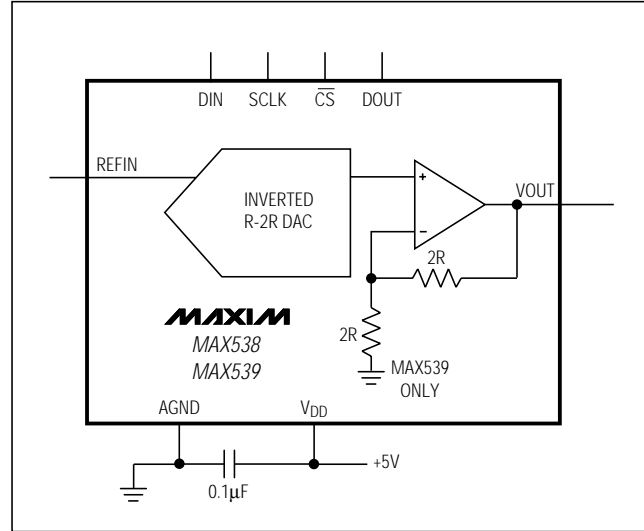 DIN SCLK C̅S̅ DOUT
REFIN
INVERTED
R-2R DAC
+
−
VOUT
2R
MAXIM
MAX538
MAX539
2R
MAX539
ONLY
AGND
VDD
+5V
0.1µF